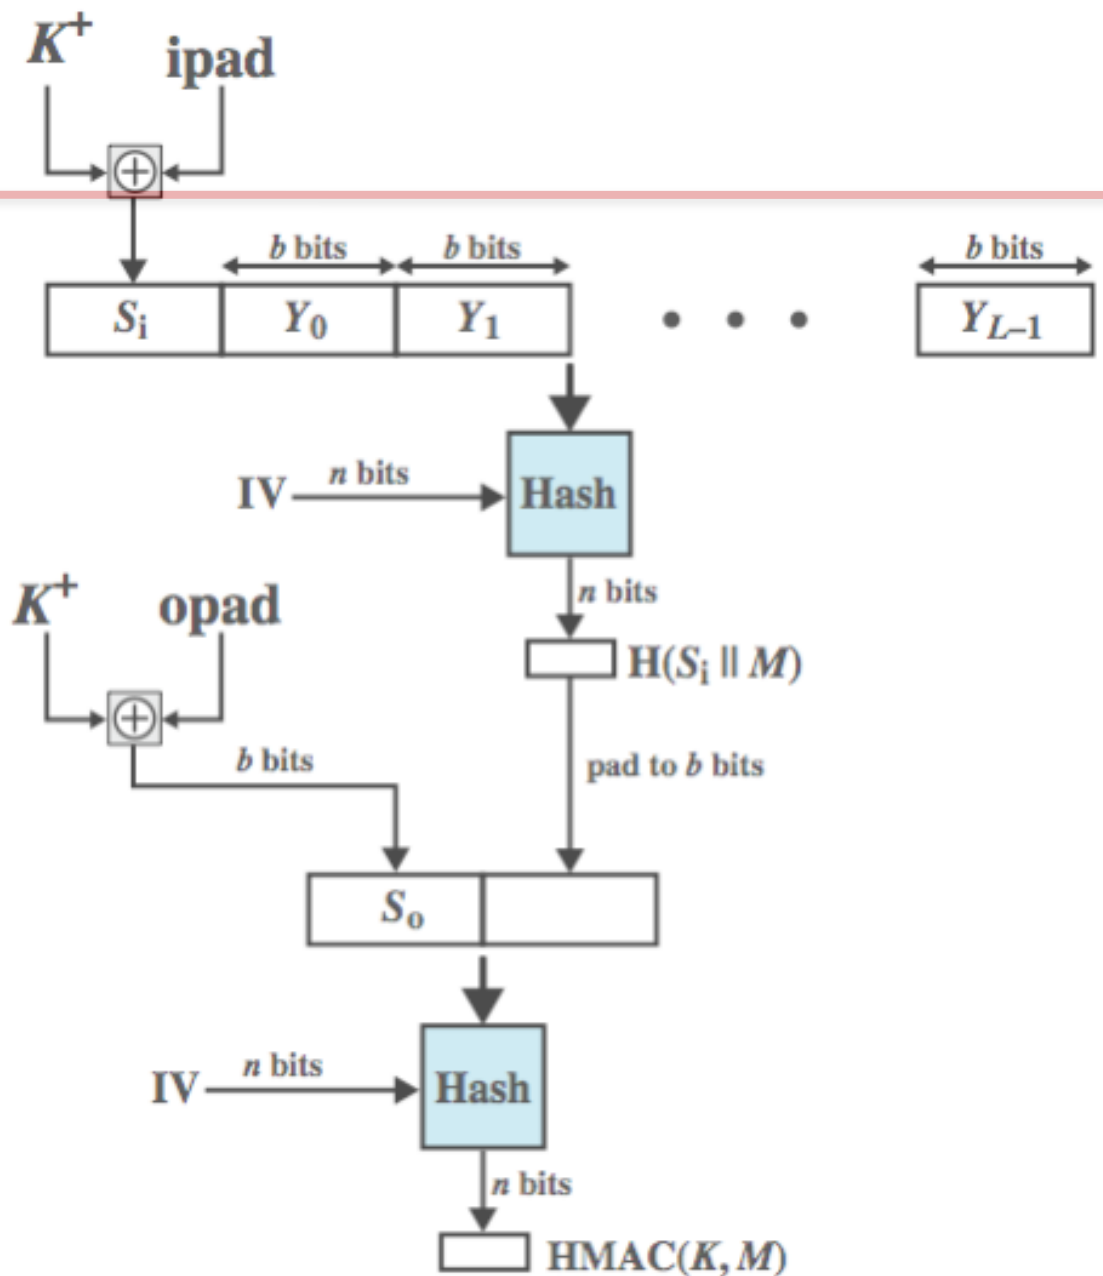 K⁺ ipad
b bits b bits b bits
Sᵢ Y₀ Y₁ • • • Y_{L–1}
IV n bits Hash
n bits
K⁺ opad
H(Sᵢ || M)
b bits
pad to b bits
Sₒ
IV n bits Hash
n bits
HMAC(K, M)